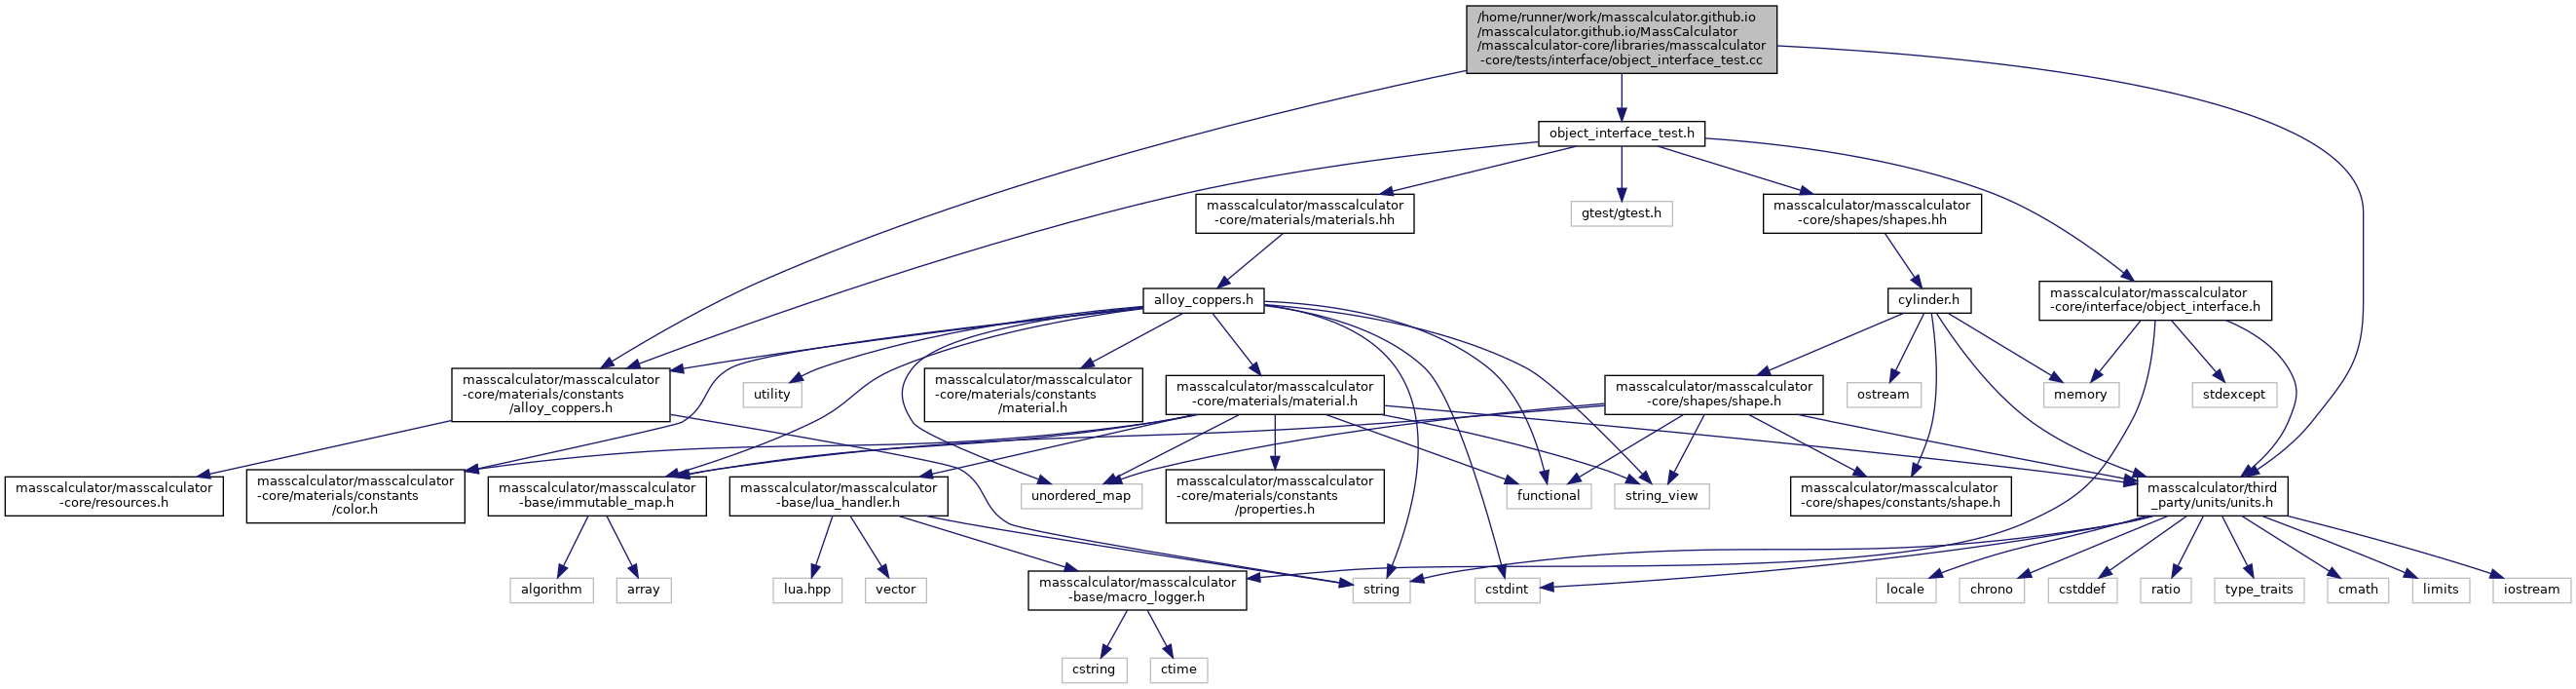 /home/runner/work/masscalculator.github.io
/masscalculator.github.io/MassCalculator
/masscalculator-core/libraries/masscalculator
-core/tests/interface/object_interface_test.cc
object_interface_test.h
masscalculator/masscalculator
-core/materials/materials.hh
gtest/gtest.h
masscalculator/masscalculator
-core/shapes/shapes.hh
alloy_coppers.h
cylinder.h
masscalculator/masscalculator
-core/interface/object_interface.h
masscalculator/masscalculator
-core/materials/constants
/alloy_coppers.h
utility
masscalculator/masscalculator
-core/materials/constants
/material.h
masscalculator/masscalculator
-core/materials/material.h
masscalculator/masscalculator
-core/shapes/shape.h
ostream
memory
stdexcept
masscalculator/masscalculator
-core/resources.h
masscalculator/masscalculator
-core/materials/constants
/color.h
masscalculator/masscalculator
-base/immutable_map.h
masscalculator/masscalculator
-base/lua_handler.h
unordered_map
masscalculator/masscalculator
-core/materials/constants
/properties.h
functional
string_view
masscalculator/masscalculator
-core/shapes/constants/shape.h
masscalculator/third
_party/units/units.h
algorithm
array
lua.hpp
vector
masscalculator/masscalculator
-base/macro_logger.h
string
cstdint
locale
chrono
cstddef
ratio
type_traits
cmath
limits
iostream
cstring
ctime